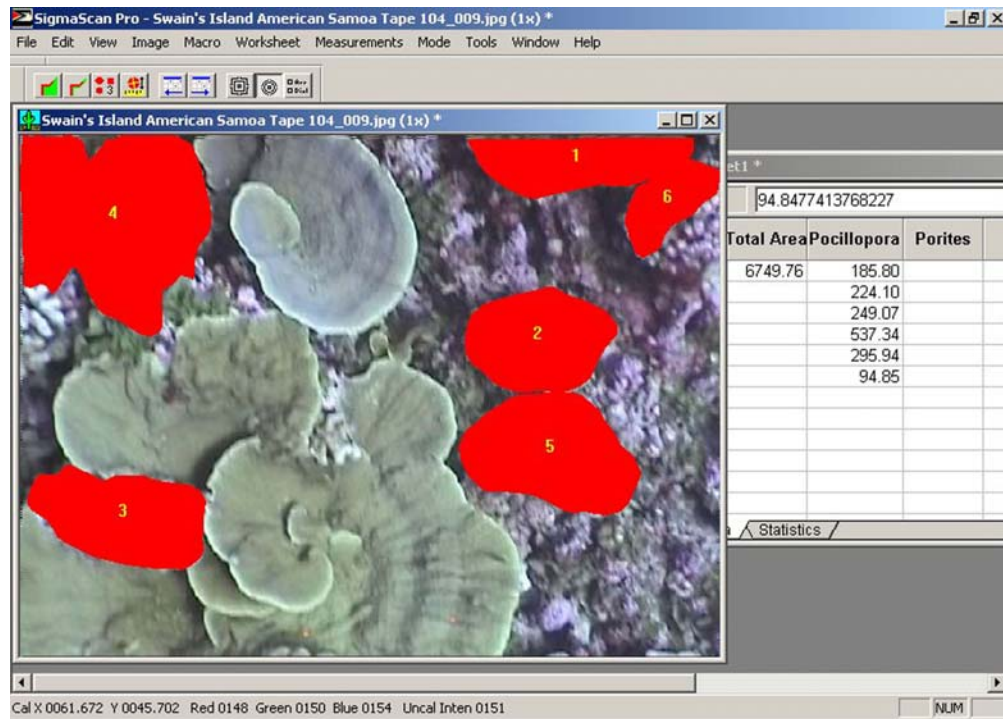 SigmaScan Pro - Swain's Island American Samoa Tape 104_009.jpg (1x) *
File Edit View Image Macro Worksheet Measurements Mode Tools Window Help
Swain's Island American Samoa Tape 104_009.jpg (1x) *
1
6
4
2
5
3
94.8477413768227
Total Area Pocillopora Porites
6749.76 185.80
224.10
249.07
537.34
295.94
94.85
Statistics
Cal X 0061.672 Y 0045.702 Red 0148 Green 0150 Blue 0154 Uncal Inten 0151
NUM